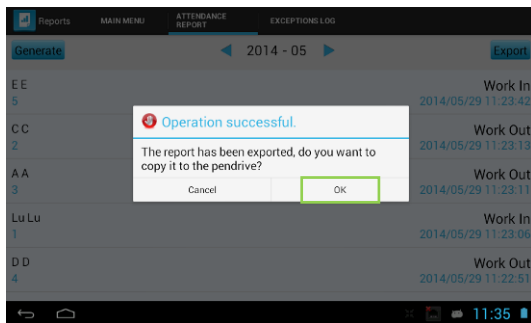 Reports MAIN MENU ATTENDANCE REPORT EXCEPTIONS LOG
Generate 2014 - 05 Export
E E Work In
5 2014/05/29 11:23:42
C C Work Out
2 2014/05/29 11:23:13
A A Work Out
3 2014/05/29 11:23:11
Lu Lu Work In
1 2014/05/29 11:23:06
D D Work Out
4 2014/05/29 11:22:51
Operation successful.
The report has been exported, do you want to
copy it to the pendrive?
Cancel OK
11:35